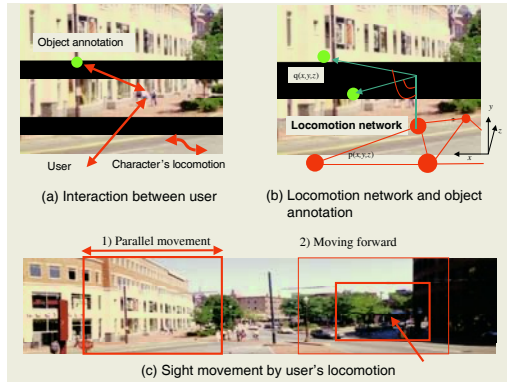 Object annotation
User
Character's locomotion
(a) Interaction between user
q(x,y,z)
Locomotion network
p(x,y,z)
y
z
x
(b) Locomotion network and object
annotation
1) Parallel movement
2) Moving forward
(c) Sight movement by user's locomotion